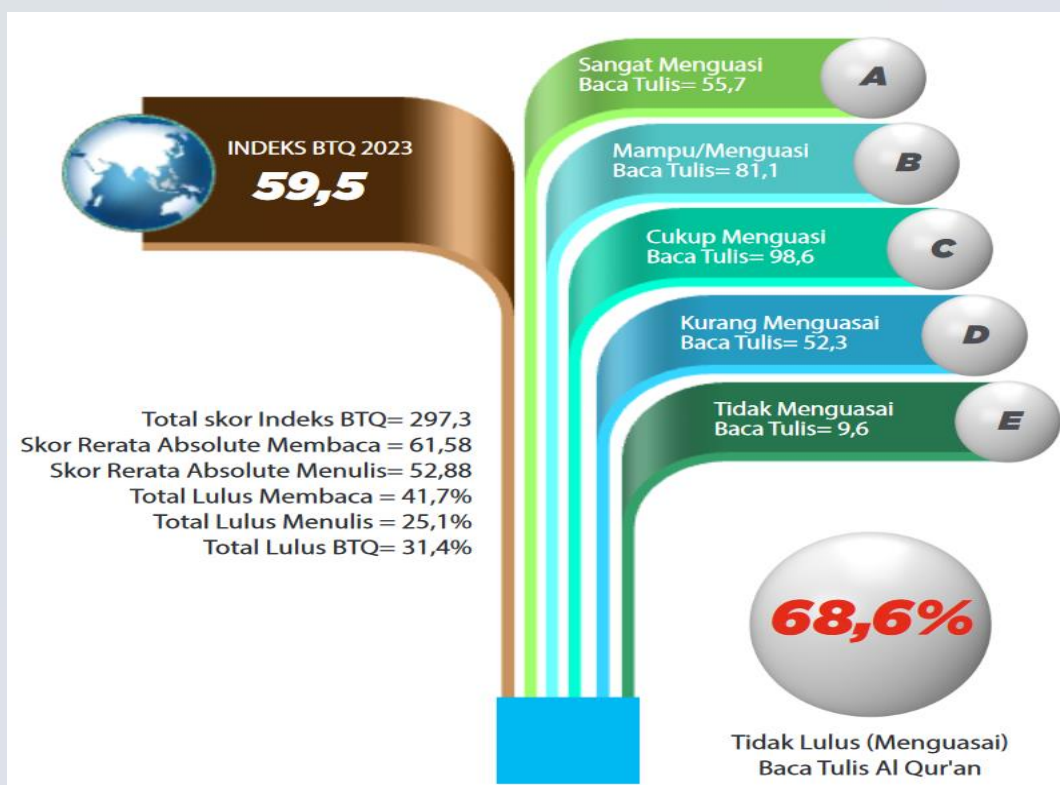 INDEKS BTQ 2023
59,5
Sangat Menguasi
Baca Tulis= 55,7
A
Mampu/Menguasi
Baca Tulis= 81,1
B
Cukup Menguasi
Baca Tulis= 98,6
C
Kurang Menguasai
Baca Tulis= 52,3
D
Tidak Menguasai
Baca Tulis= 9,6
E
Total skor Indeks BTQ= 297,3
Skor Rerata Absolute Membaca = 61,58
Skor Rerata Absolute Menulis= 52,88
Total Lulus Membaca = 41,7%
Total Lulus Menulis = 25,1%
Total Lulus BTQ= 31,4%
68,6%
Tidak Lulus (Menguasai)
Baca Tulis Al Qur'an